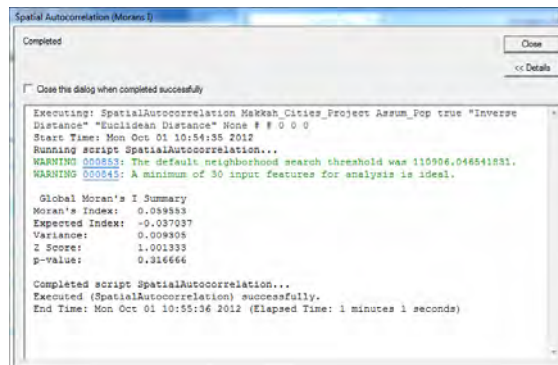 Spatial Autocorrelation (Morans I)
Completed
Close
<< Details
Close this dialog when completed successfully
Executing: SpatialAutocorrelation Makkah_Cities_Project Assum_Pop true "Inverse
Distance" "Euclidean Distance" None # # 0 0 0
Start Time: Mon Oct 01 10:54:35 2012
Running script SpatialAutocorrelation...
WARNING 000853: The default neighborhood search threshold was 110906.046541831.
WARNING 000845: A minimum of 30 input features for analysis is ideal.
Global Moran's I Summary
Moran's Index: 0.059553
Expected Index: -0.037037
Variance: 0.009305
Z Score: 1.001333
p-value: 0.316666
Completed script SpatialAutocorrelation...
Executed (SpatialAutocorrelation) successfully.
End Time: Mon Oct 01 10:55:36 2012 (Elapsed Time: 1 minutes 1 seconds)